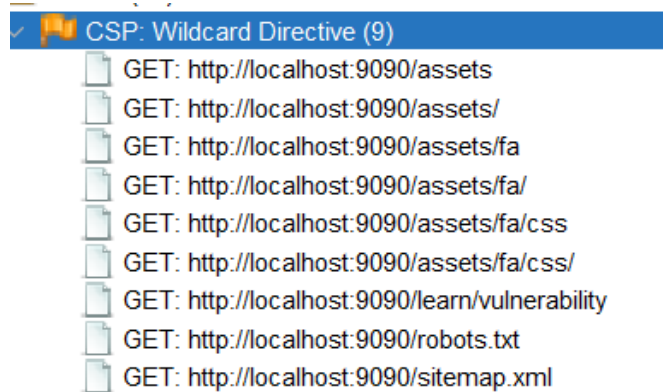 CSP: Wildcard Directive (9)
GET: http://localhost:9090/assets
GET: http://localhost:9090/assets/
GET: http://localhost:9090/assets/fa
GET: http://localhost:9090/assets/fa/
GET: http://localhost:9090/assets/fa/css
GET: http://localhost:9090/assets/fa/css/
GET: http://localhost:9090/learn/vulnerability
GET: http://localhost:9090/robots.txt
GET: http://localhost:9090/sitemap.xml